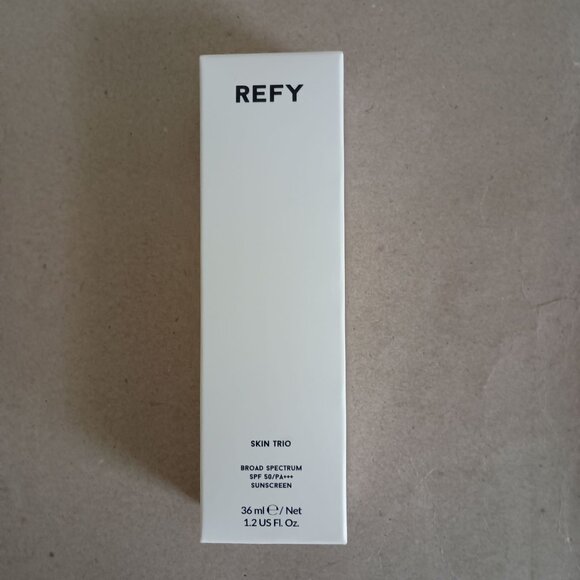 REFY
SKIN TRIO
BROAD SPECTRUM
SPF 50/PA+++
SUNSCREEN
36 ml ℮/ Net
1.2 US Fl. Oz.